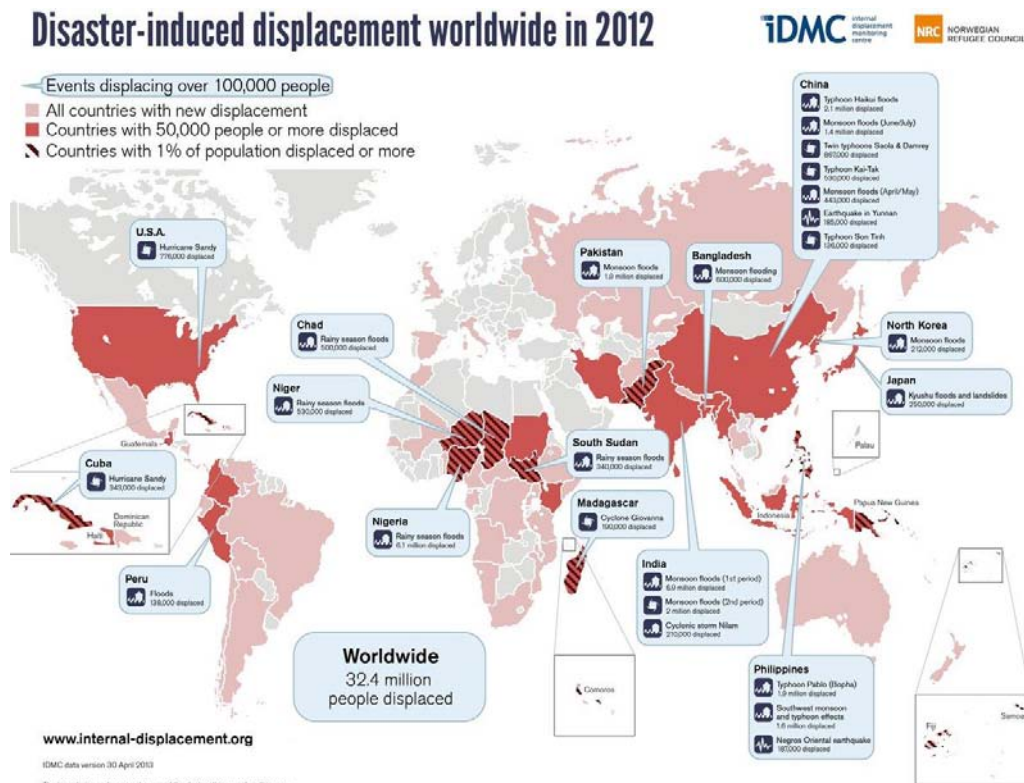 Disaster-induced displacement worldwide in 2012
iDMC
internal
displacement
monitoring
centre
NRC
NORWEGIAN
REFUGEE COUNCIL
Events displacing over 100,000 people
All countries with new displacement
Countries with 50,000 people or more displaced
Countries with 1% of population displaced or more
China
Typhoon Haikui floods
2.1 million displaced
Monsoon floods (June/July)
1.4 million displaced
Twin typhoons Saola & Damrey
867,000 displaced
Typhoon Kai-Tak
530,000 displaced
Monsoon floods (April/May)
443,000 displaced
Earthquake in Yunnan
185,000 displaced
Typhoon Son Tinh
136,000 displaced
U.S.A.
Hurricane Sandy
776,000 displaced
Pakistan
Monsoon floods
1.9 million displaced
Bangladesh
Monsoon flooding
600,000 displaced
Chad
Rainy season floods
500,000 displaced
North Korea
Monsoon floods
212,000 displaced
Niger
Rainy season floods
530,000 displaced
Japan
Kyushu floods and landslides
250,000 displaced
Guatemala
Palau
South Sudan
Rainy season floods
340,000 displaced
Cuba
Hurricane Sandy
343,000 displaced
Dominican
Republic
Haiti
Madagascar
Cyclone Giovanna
190,000 displaced
Papua New Guinea
Indonesia
Nigeria
Rainy season floods
6.1 million displaced
Peru
Floods
138,000 displaced
India
Monsoon floods (1st period)
6.9 million displaced
Monsoon floods (2nd period)
2 million displaced
Cyclonic storm Nilam
210,000 displaced
Worldwide
32.4 million
people displaced
Comoros
Philippines
Typhoon Pablo (Bopha)
1.9 million displaced
Southwest monsoon
and typhoon effects
1.6 million displaced
Negros Oriental earthquake
187,000 displaced
Fiji
Samoa
www.internal-displacement.org
IDMC data version 30 April 2013